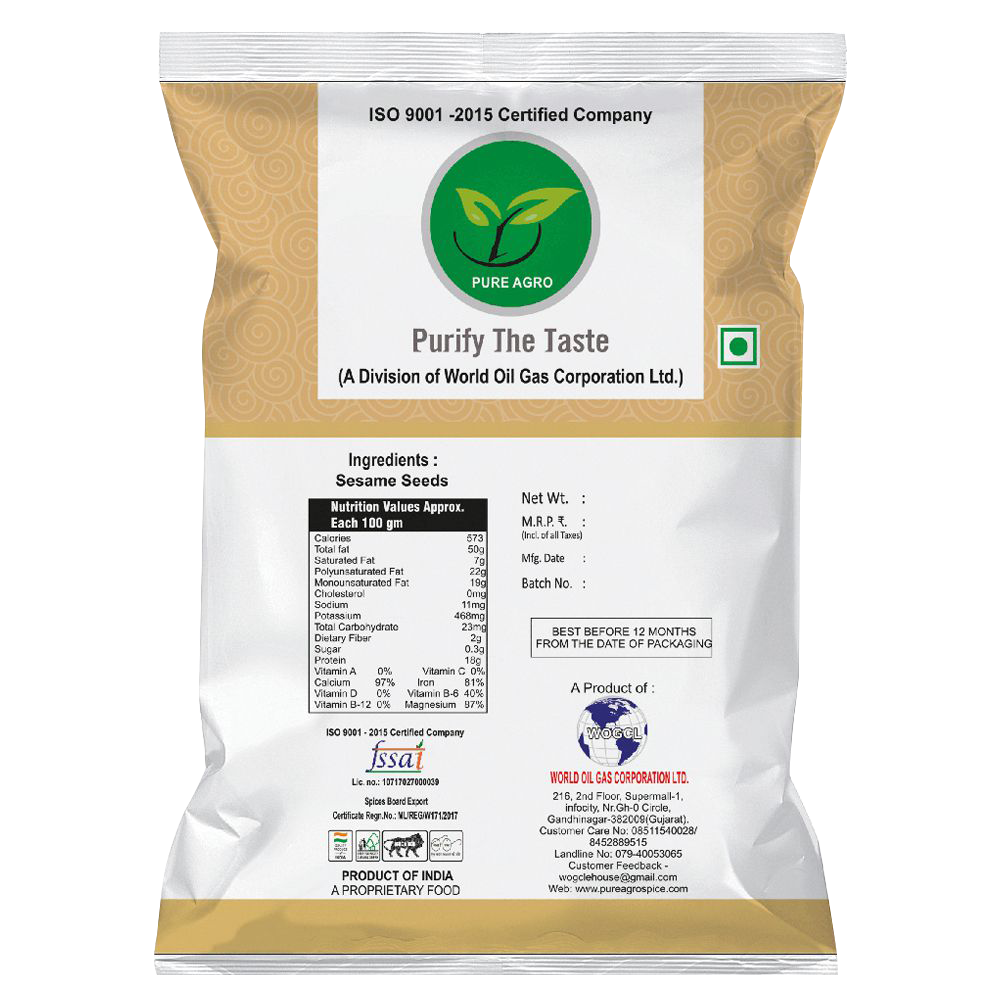 ISO 9001 -2015 Certified Company
PURE AGRO
Purify The Taste
(A Division of World Oil Gas Corporation Ltd.)
Ingredients :
Sesame Seeds
Nutrition Values Approx.
Each 100 gm
Calories 573
Total fat 50g
Saturated Fat 7g
Polyunsaturated Fat 22g
Monounsaturated Fat 19g
Cholesterol 0mg
Sodium 11mg
Potassium 468mg
Total Carbohydrate 23mg
Dietary Fiber 2g
Sugar 0.3g
Protein 18g
Vitamin A 0% Vitamin C 0%
Calcium 97% Iron 81%
Vitamin D 0% Vitamin B-6 40%
Vitamin B-12 0% Magnesium 87%
ISO 9001 - 2015 Certified Company
fssai
Lic. no.: 10717027000039
Spices Board Export
Certificate Regn.No.: ML/REG/W171/2017
PRODUCT OF INDIA
A PROPRIETARY FOOD
Net Wt. :
M.R.P. ₹. :
(Incl. of all Taxes)
Mfg. Date :
Batch No. :
BEST BEFORE 12 MONTHS
FROM THE DATE OF PACKAGING
A Product of :
WOGCL
WORLD OIL GAS CORPORATION LTD.
216, 2nd Floor, Supermall-1,
infocity, Nr.Gh-0 Circle,
Gandhinagar-382009(Gujarat).
Customer Care No: 08511540028/
8452889515
Landline No: 079-40053065
Customer Feedback -
wogclehouse@gmail.com
Web: www.pureagrospice.com